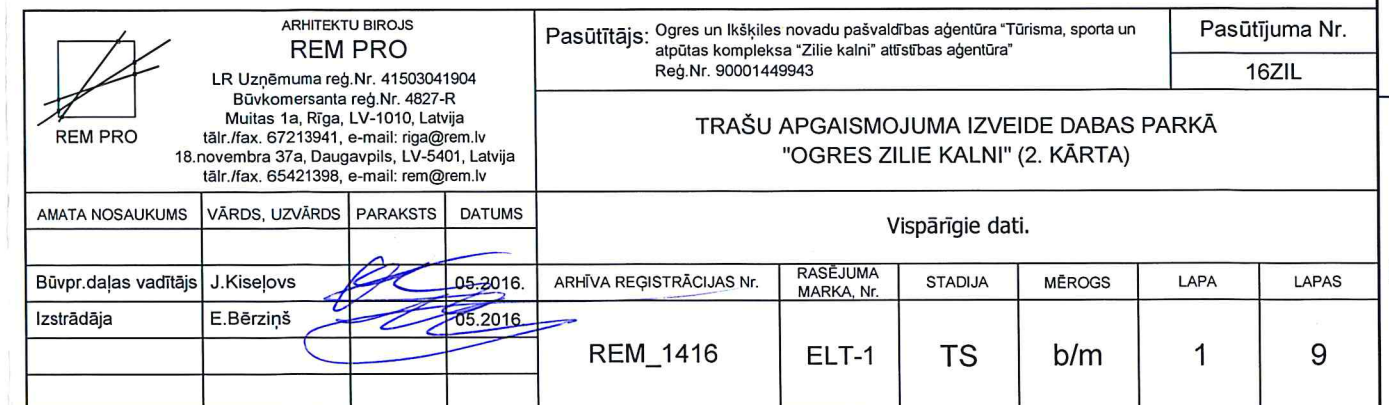 ARHITEKTU BIROJS
REM PRO
LR Uzņēmuma reģ.Nr. 41503041904
Būvkomersanta reģ.Nr. 4827-R
Muitas 1a, Rīga, LV-1010, Latvija
tālr./fax. 67213941, e-mail: riga@rem.lv
18.novembra 37a, Daugavpils, LV-5401, Latvija
tālr./fax. 65421398, e-mail: rem@rem.lv
REM PRO
Pasūtītājs: Ogres un Ikšķiles novadu pašvaldības aģentūra "Tūrisma, sporta un
atpūtas kompleksa "Zilie kalni" attīstības aģentūra"
Reģ.Nr. 90001449943
Pasūtījuma Nr.
16ZIL
TRAŠU APGAISMOJUMA IZVEIDE DABAS PARKĀ
"OGRES ZILIE KALNI" (2. KĀRTA)
AMATA NOSAUKUMS VĀRDS, UZVĀRDS PARAKSTS DATUMS
Vispārīgie dati.
Būvpr.daļas vadītājs J.Kiseļovs 05.2016.
Izstrādāja E.Bērziņš 05.2016
ARHĪVA REĢISTRĀCIJAS Nr. RASĒJUMA MARKA, Nr. STADIJA MĒROGS LAPA LAPAS
REM_1416 ELT-1 TS b/m 1 9